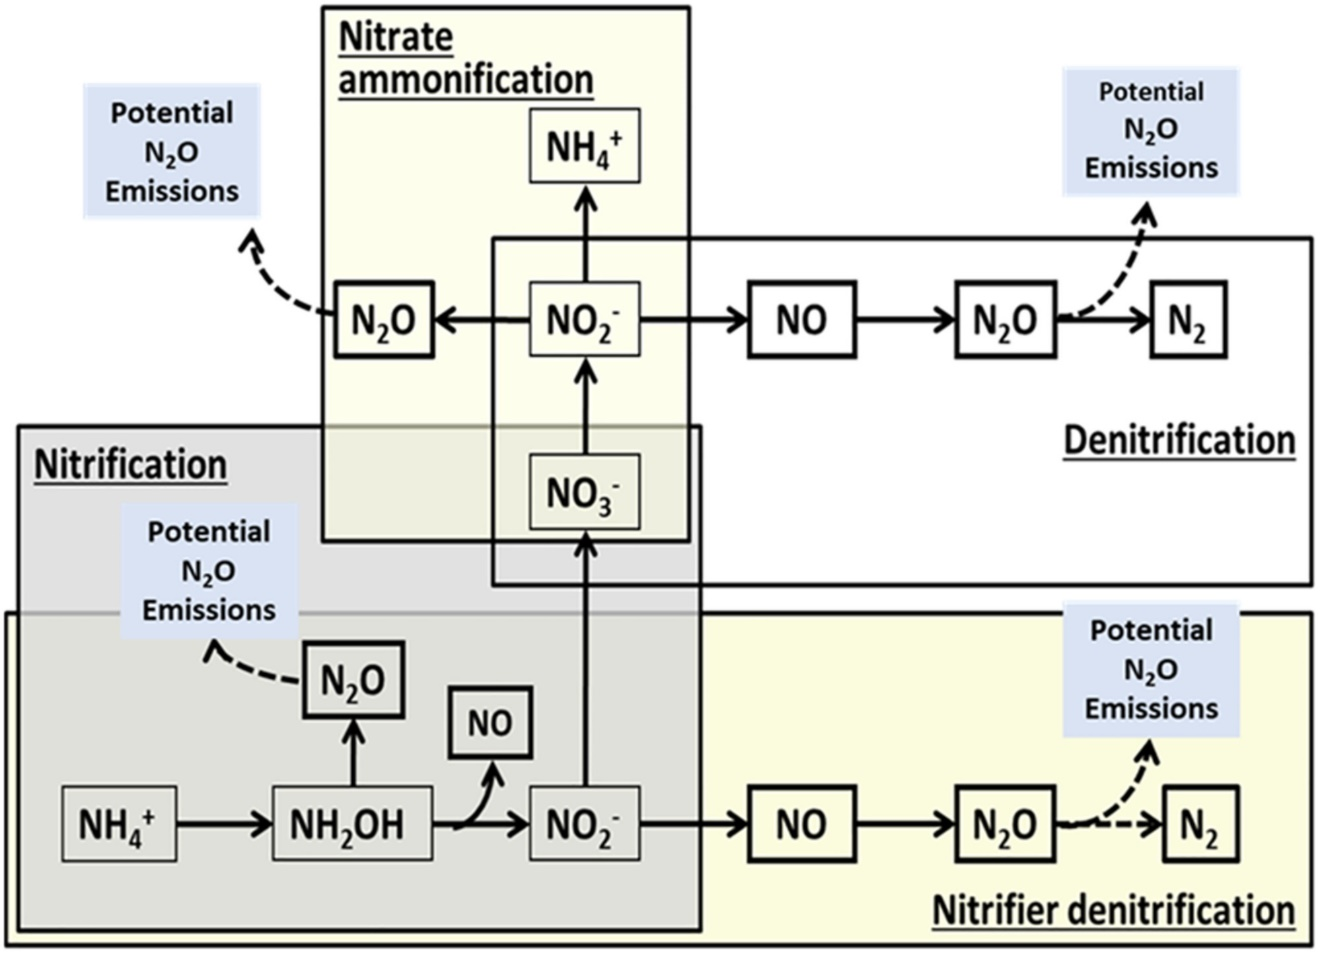 Nitrate
ammonification
Potential
N₂O
Emissions
Potential
N₂O
Emissions
NH₄⁺
N₂O
NO₂⁻
NO
N₂O
N₂
Denitrification
Nitrification
NO₃⁻
Potential
N₂O
Emissions
Potential
N₂O
Emissions
N₂O
NO
NH₄⁺
NH₂OH
NO₂⁻
NO
N₂O
N₂
Nitrifier denitrification